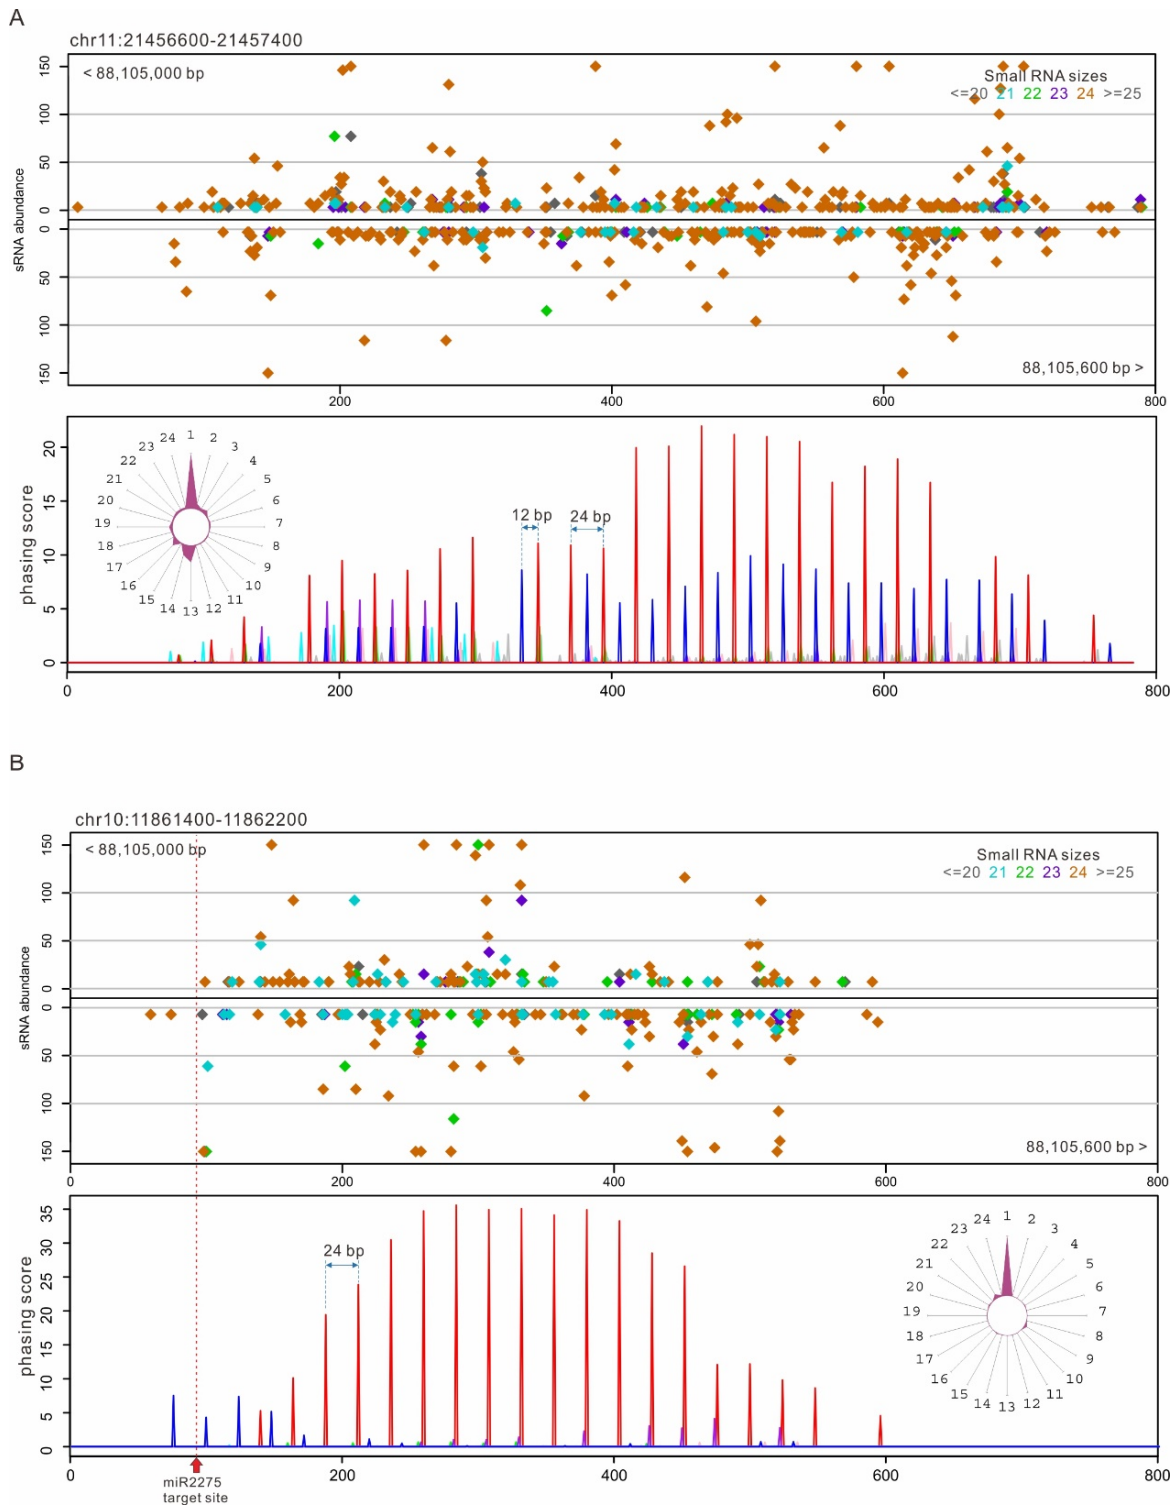 A
chr11:21456600-21457400
< 88,105,000 bp
Small RNA sizes
<=20 21 22 23 24 >=25
150
100
50
0
0
50
100
150
sRNA abundance
88,105,600 bp >
200
400
600
800
20
15
10
5
0
phasing score
24 1 2
23 3
22 4
21 5
20 6
19 7
18 8
17 9
16 10
15 11
14 13 12
12 bp
24 bp
0
200
400
600
800
B
chr10:11861400-11862200
< 88,105,000 bp
Small RNA sizes
<=20 21 22 23 24 >=25
150
100
50
0
0
50
100
150
sRNA abundance
88,105,600 bp >
0
200
400
600
800
35
30
25
20
15
10
5
0
phasing score
24 bp
24 1 2
23 3
22 4
21 5
20 6
19 7
18 8
17 9
16 10
15 11
14 13 12
0
200
400
600
800
miR2275
target site